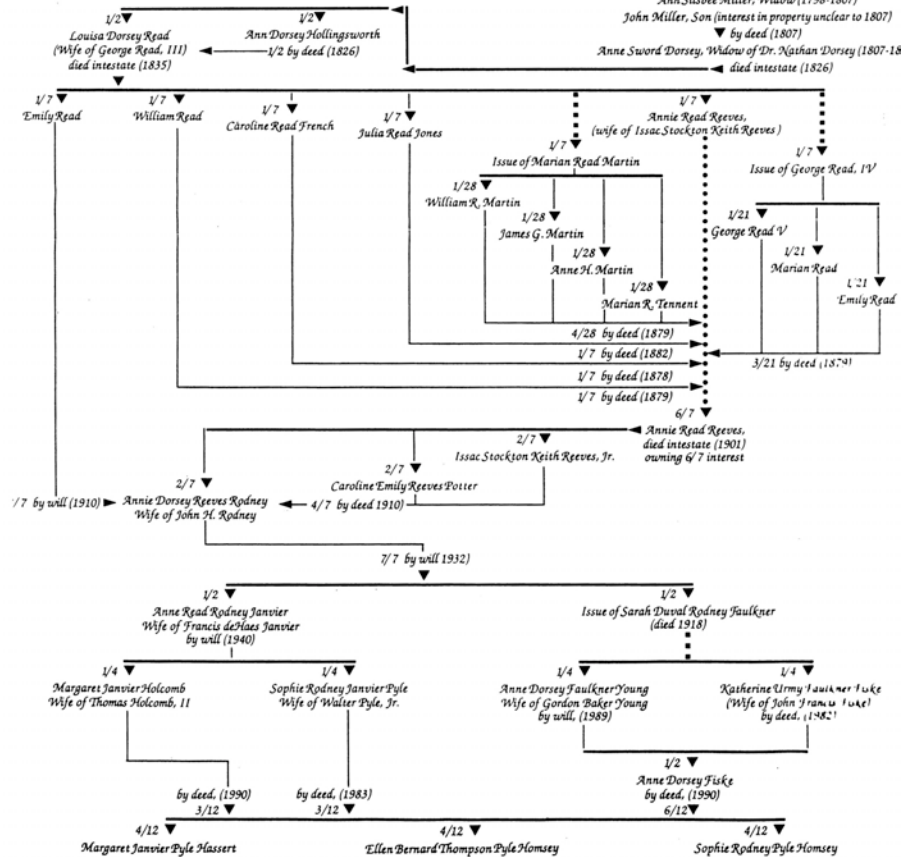 Ann Susbee Miller, Widow (1798-1807)
John Miller, Son (interest in property unclear to 1807)
by deed (1807)
Anne Sword Dorsey, Widow of Dr. Nathan Dorsey (1807-18
died intestate (1826)
1/2
Louisa Dorsey Read
(Wife of George Read, III)
died intestate (1835)
1/2
Ann Dorsey Hollingsworth
1/2 by deed (1826)
1/7
Emily Read
1/7
William Read
1/7
Caroline Read French
1/7
Julia Read Jones
1/7
Issue of Marian Read Martin
1/7
Annie Read Reeves,
(wife of Issac Stockton Keith Reeves)
1/7
Issue of George Read, IV
1/28
William R. Martin
1/28
James G. Martin
1/28
Anne H. Martin
1/28
Marian R. Tennent
1/21
George Read V
1/21
Marian Read
1/21
Emily Read
4/28 by deed (1879)
1/7 by deed (1882)
3/21 by deed (1879)
1/7 by deed (1878)
1/7 by deed (1879)
6/7
Annie Read Reeves,
died intestate (1901)
owning 6/7 interest
2/7
Issac Stockton Keith Reeves, Jr.
2/7
Caroline Emily Reeves Potter
2/7
Annie Dorsey Reeves Rodney
Wife of John H. Rodney
/7 by will (1910)
4/7 by deed 1910)
7/7 by will 1932)
1/2
Anne Read Rodney Janvier
Wife of Francis deHaes Janvier
by will (1940)
1/2
Issue of Sarah Duval Rodney Faulkner
(died 1918)
1/4
Margaret Janvier Holcomb
Wife of Thomas Holcomb, II
1/4
Sophie Rodney Janvier Pyle
Wife of Walter Pyle, Jr.
1/4
Anne Dorsey Faulkner Young
Wife of Gordon Baker Young
by will, (1989)
1/4
Katherine Urmy Faulkner Fiske
(Wife of John Francis Fiske)
by deed, (1982)
1/2
Anne Dorsey Fiske
by deed, (1990)
6/12
by deed, (1990)
3/12
by deed, (1983)
3/12
4/12
Margaret Janvier Pyle Hassert
4/12
Ellen Bernard Thompson Pyle Homsey
4/12
Sophie Rodney Pyle Homsey